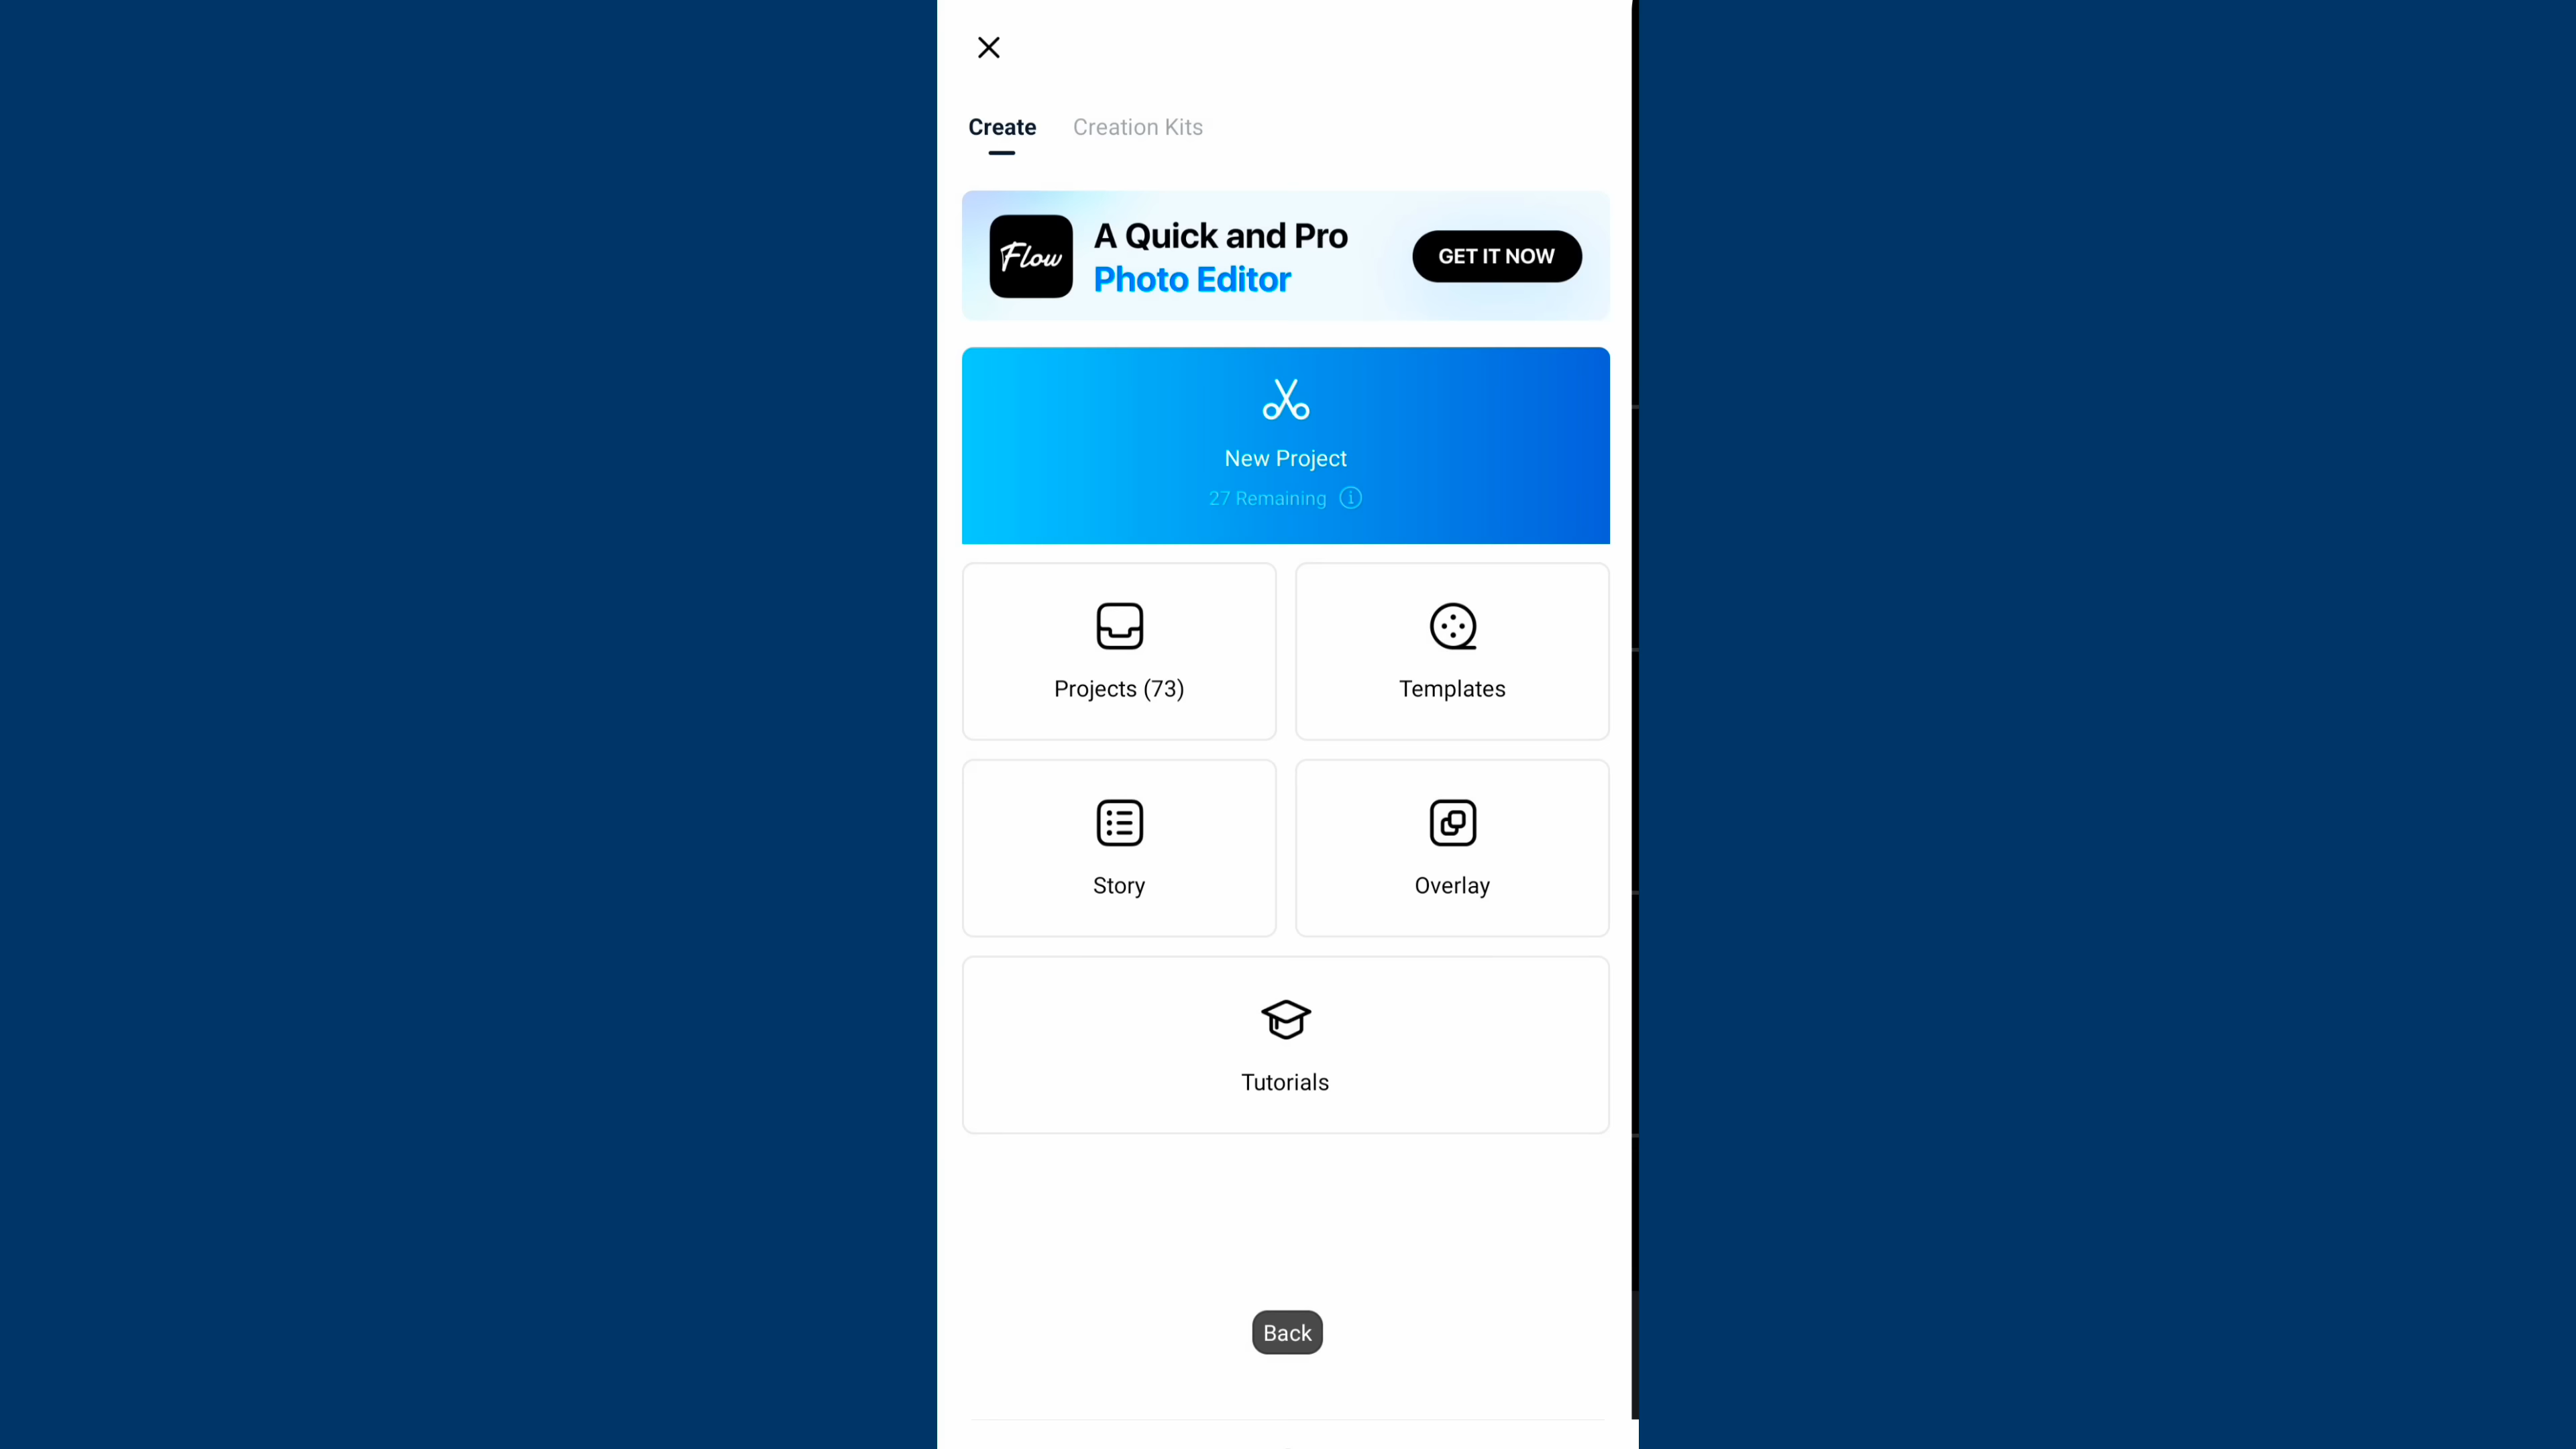 Create Creation Kits
Flow
A Quick and Pro
Photo Editor
GET IT NOW
New Project
27 Remaining
Projects (73)
Templates
Story
Overlay
Tutorials
Back